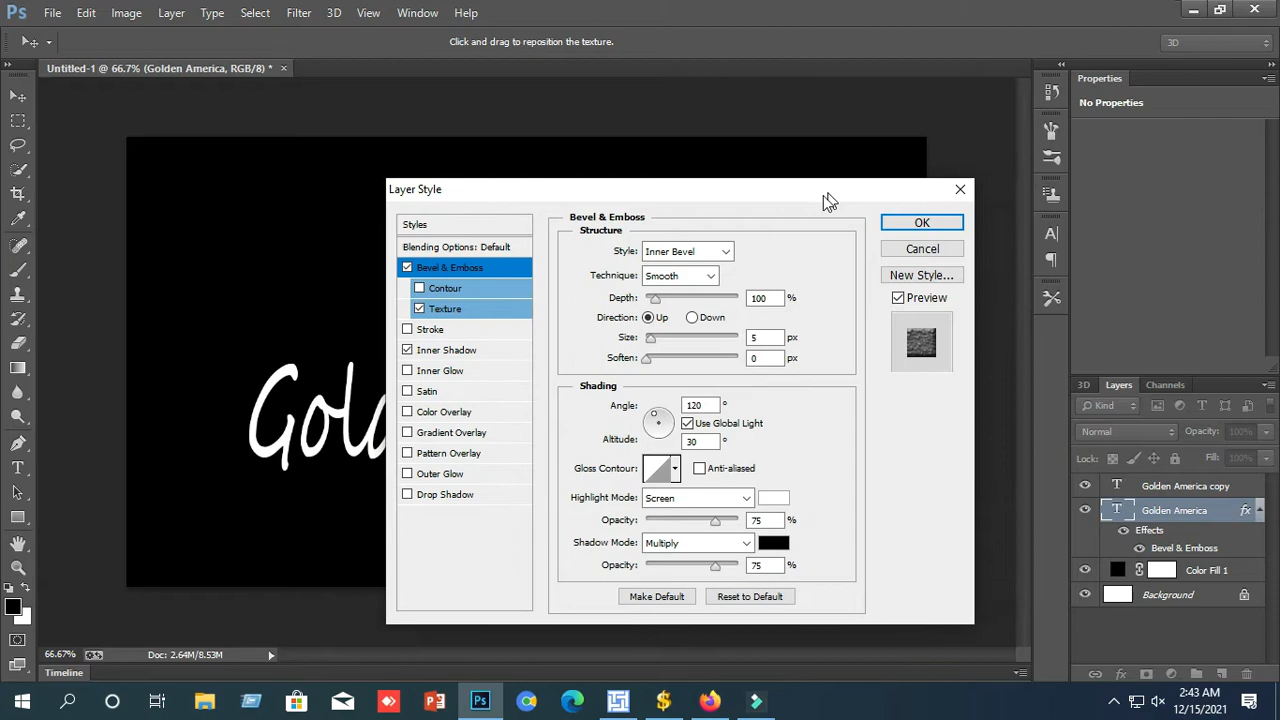 Ps File Edit Image Layer Type Select Filter 3D View Window Help
Click and drag to reposition the texture.
3D
Untitled-1 @ 66.7% (Golden America, RGB/8) *
Properties
No Properties
Layer Style
Styles
Blending Options: Default
Bevel & Emboss
Contour
Texture
Stroke
Inner Shadow
Inner Glow
Satin
Color Overlay
Gradient Overlay
Pattern Overlay
Outer Glow
Drop Shadow
Bevel & Emboss
Structure
Style: Inner Bevel
Technique: Smooth
Depth: 100 %
Direction: Up Down
Size: 5 px
Soften: 0 px
Shading
Angle: 120 °
Use Global Light
Altitude: 30 °
Gloss Contour: Anti-aliased
Highlight Mode: Screen
Opacity: 75 %
Shadow Mode: Multiply
Opacity: 75 %
Make Default Reset to Default
OK
Cancel
New Style...
Preview
Gold
3D Layers Channels
Kind
Normal Opacity: 100%
Lock: Fill: 100%
T Golden America copy
T Golden America fx
Effects
Bevel & Emboss
Color Fill 1
Background
66.67% Doc: 2.64M/8.53M
Timeline
2:43 AM
12/15/2021